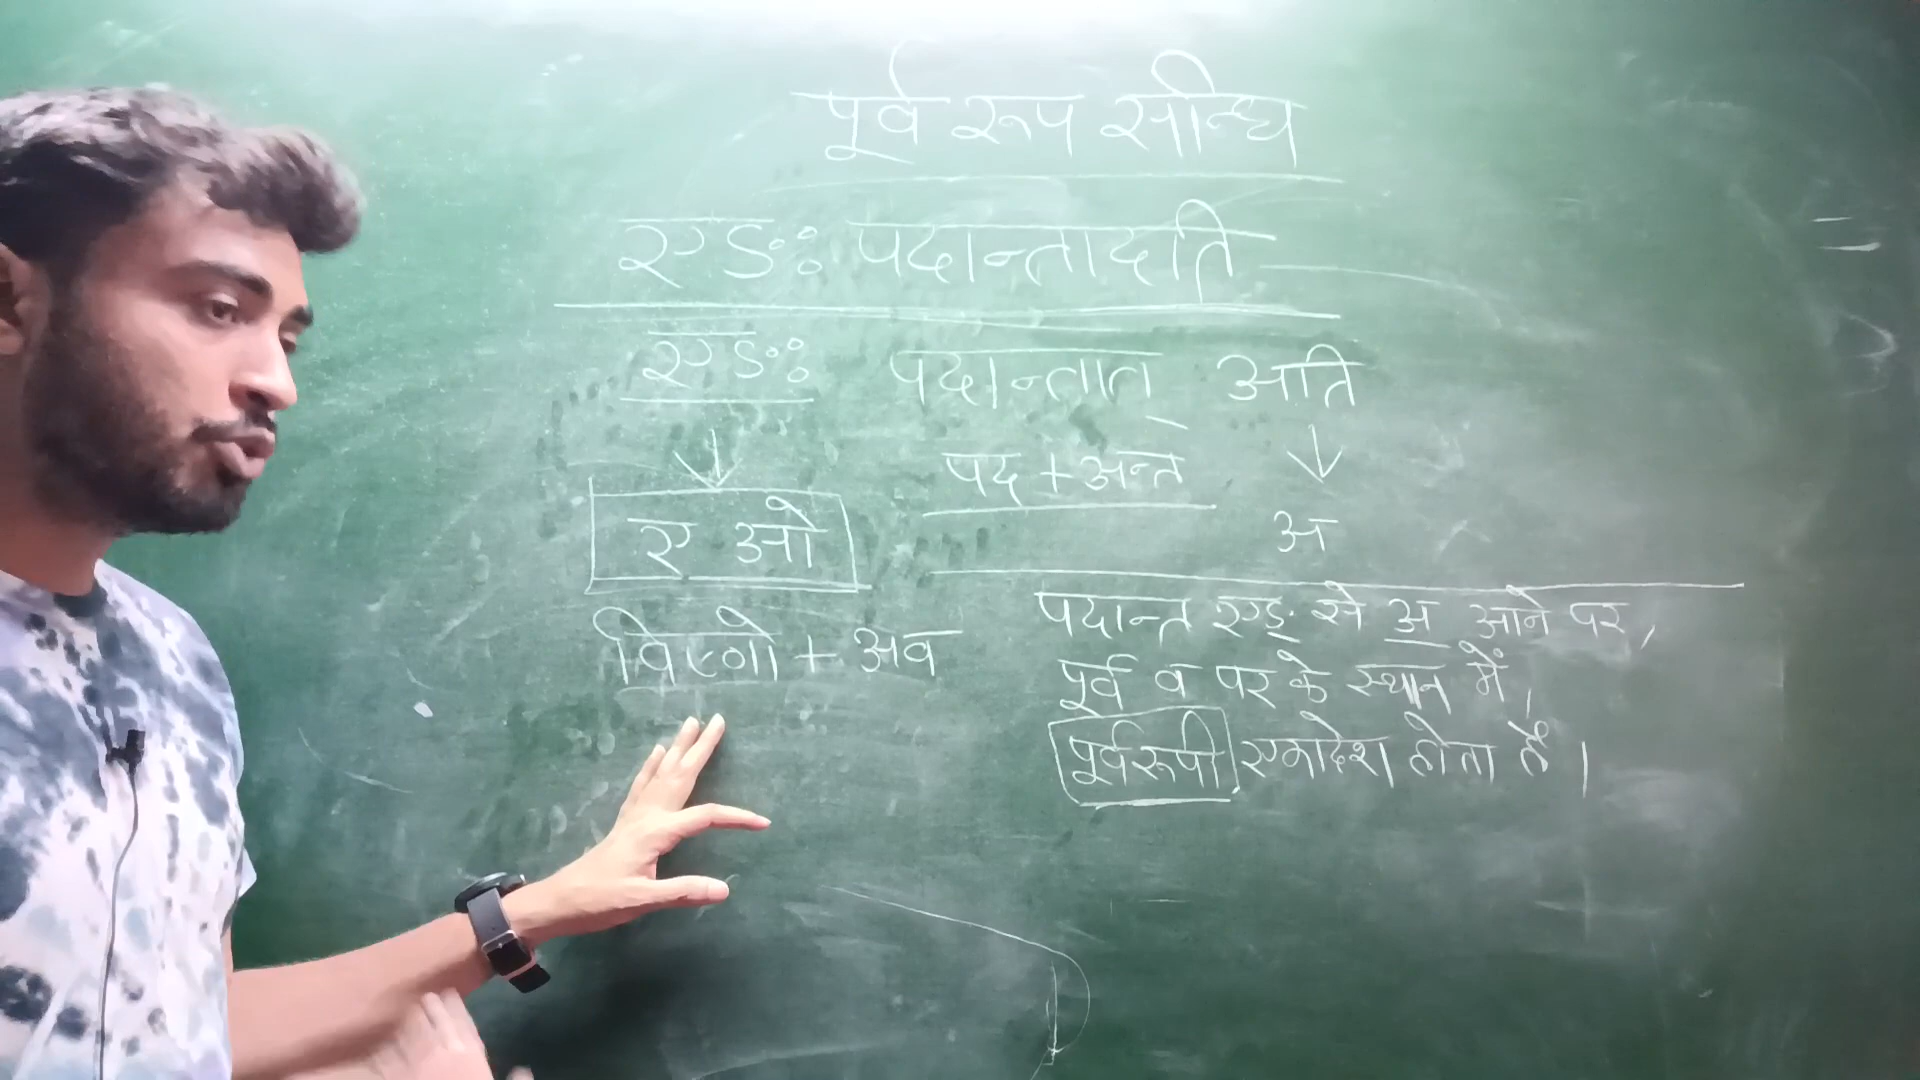 पूर्व रूप सन्धि
एङः पदान्तादति
एङः पदान्तात् अति
पद + अन्त
ए ओ
अ
विष्णो + अव
पदान्त एङ् से अ आने पर,
पूर्व व पर के स्थान में,
पूर्वरूपी एकादेश होता है।